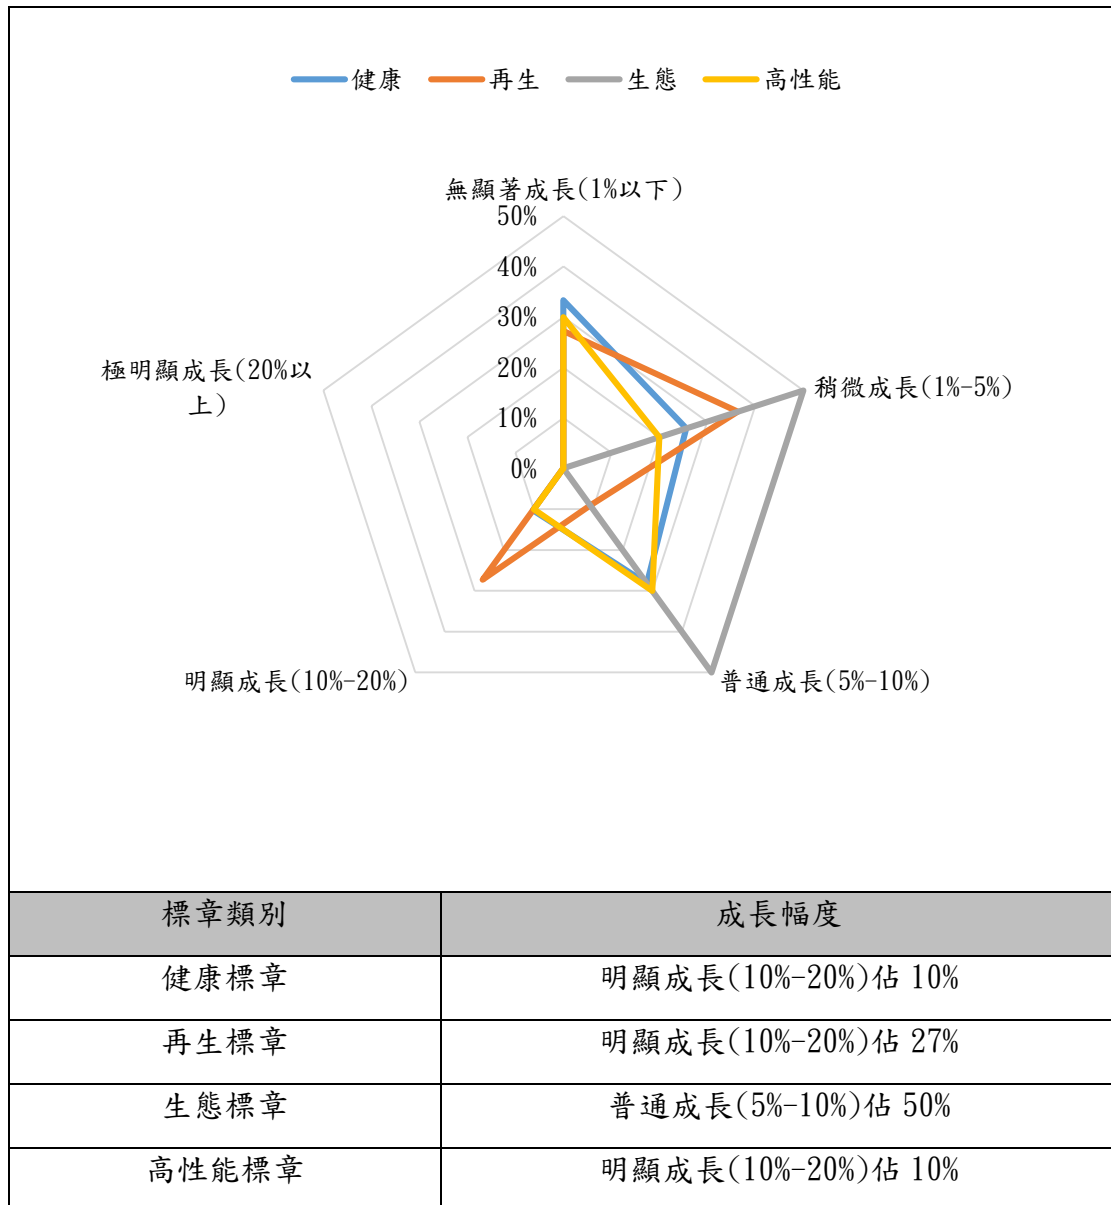 健康 再生 生態 高性能
無顯著成長(1%以下)
50%
40%
30%
20%
10%
0%
極明顯成長(20%以
上)
稍微成長(1%-5%)
明顯成長(10%-20%)
普通成長(5%-10%)
標章類別 成長幅度
健康標章 明顯成長(10%-20%)佔 10%
再生標章 明顯成長(10%-20%)佔 27%
生態標章 普通成長(5%-10%)佔 50%
高性能標章 明顯成長(10%-20%)佔 10%